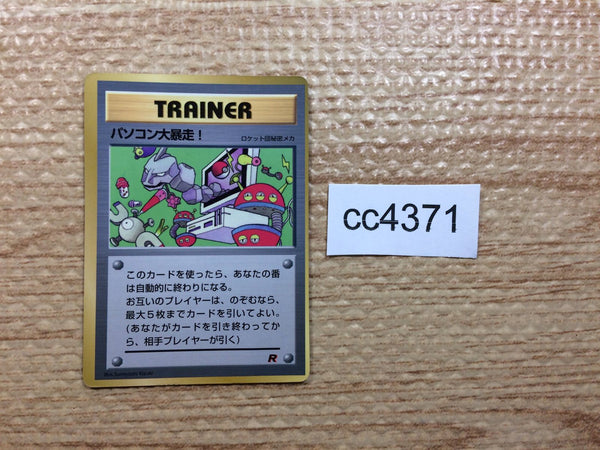 TRAINER
パソコン大暴走！
ロケット団秘密メカ
このカードを使ったら、あなたの番
は自動的に終わりになる。
お互いのプレイヤーは、のぞむなら、
最大５枚までカードを引いてよい。
(あなたがカードを引き終わってか
ら、相手プレイヤーが引く)
R
cc4371